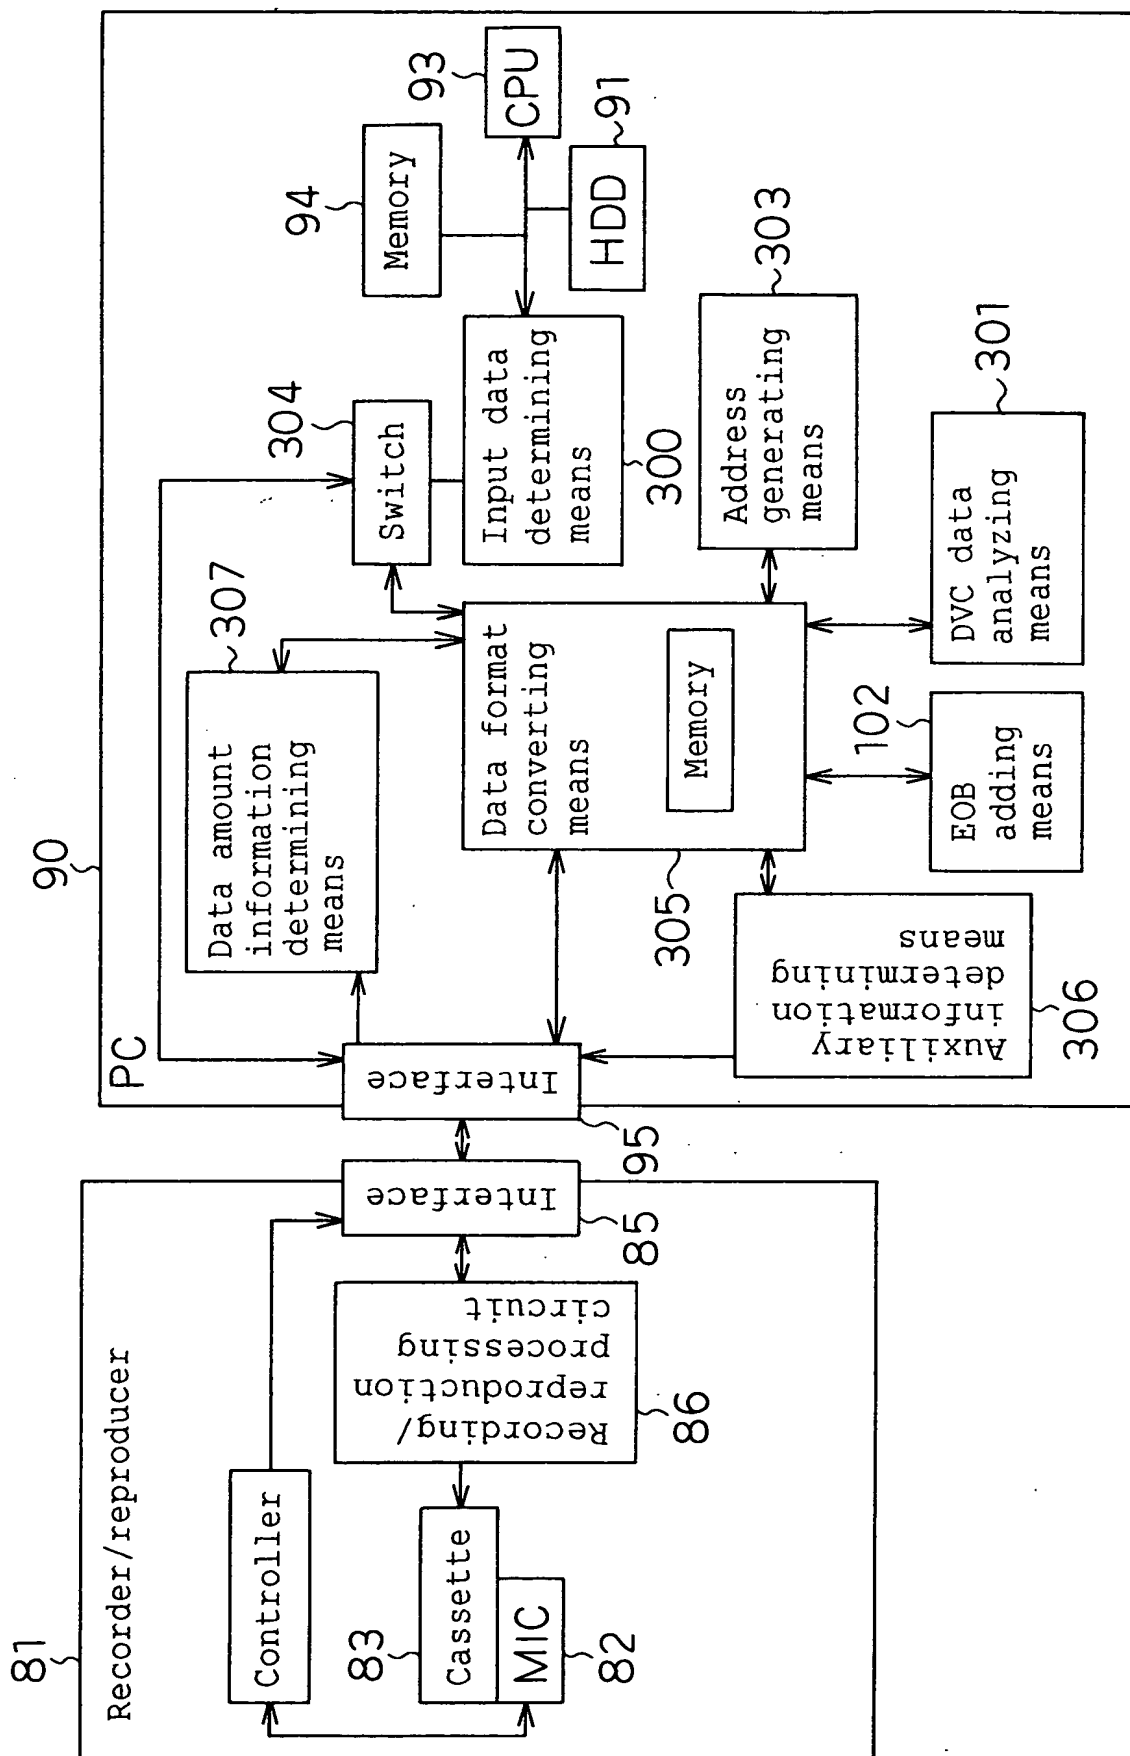 81
Recorder/reproducer
Controller
83
Cassette
MIC
82
Recording/
reproduction
processing
circuit
86
Interface
85
90
PC
Interface
95
Data amount
information
determining
means
307
304
Switch
94
Memory
93
CPU
HDD
91
Input data
determining
means
300
Data format
converting
means
Memory
305
Address
generating
means
303
Auxiliary
information
determining
means
306
EOB
adding
means
102
DVC data
analyzing
means
301